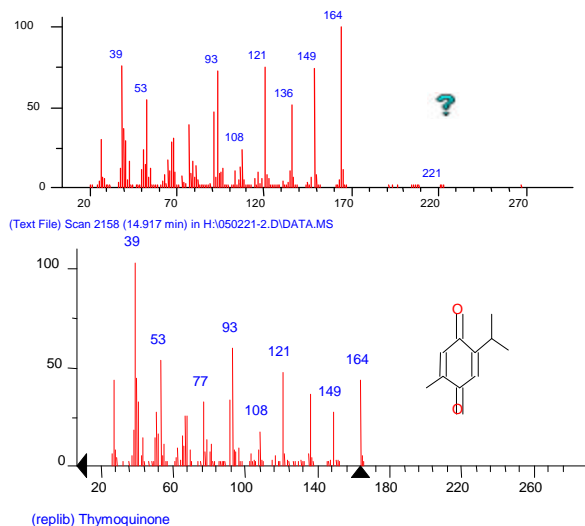 100 164
39 121 149
93
53
136
50
108
221
0
20 70 120 170 220 270
(Text File) Scan 2158 (14.917 min) in H:\050221-2.D\DATA.MS
39
100
O
93
53
121
164
50
77
149
108
O
0
20 60 100 140 180 220 260
(replib) Thymoquinone